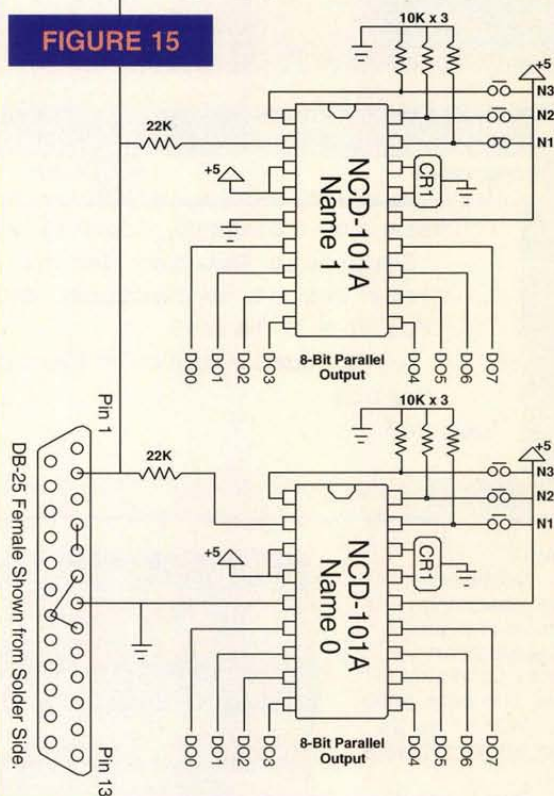 FIGURE 15
10K x 3
+5
N3
N2
N1
22K
+5
CR1
NCD-101A
Name 1
DO0
DO1
DO2
DO3
8-Bit Parallel
Output
DO4
DO5
DO6
DO7
10K x 3
+5
N3
N2
N1
Pin 1
22K
+5
CR1
NCD-101A
Name 0
DO0
DO1
DO2
DO3
8-Bit Parallel
Output
DO4
DO5
DO6
DO7
Pin 13
DB-25 Female Shown from Solder Side.